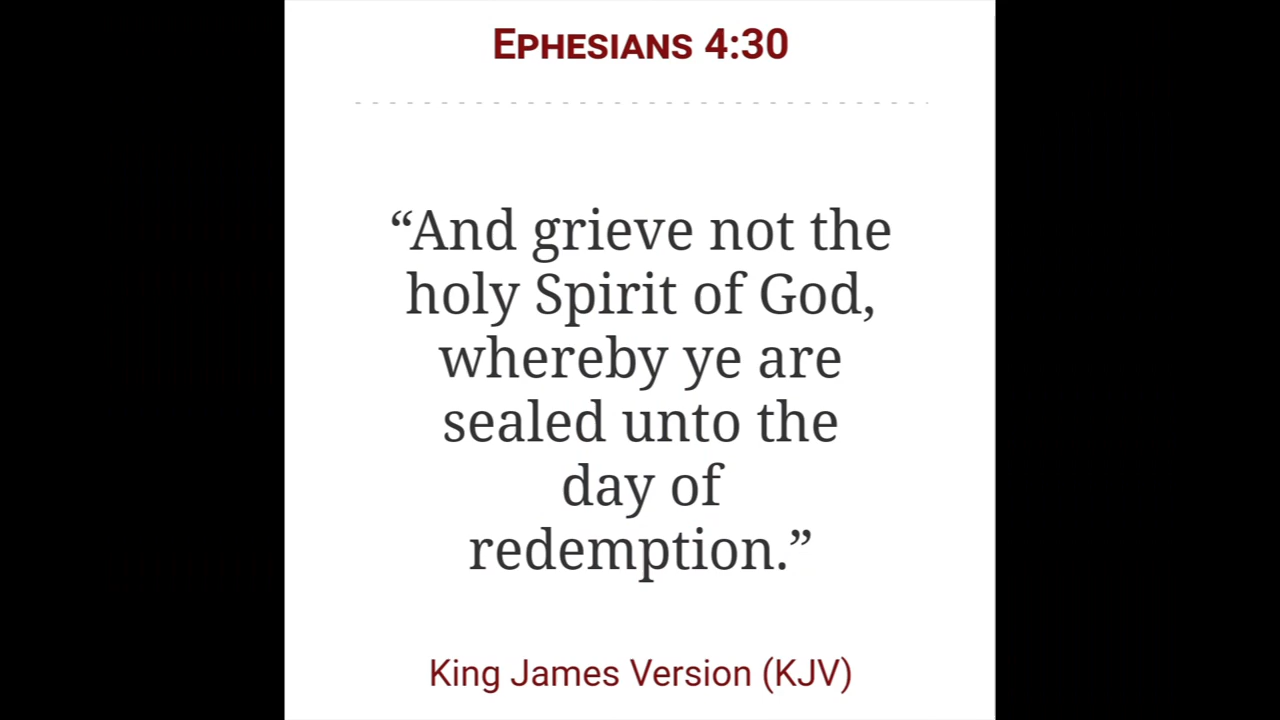 EPHESIANS 4:30
“And grieve not the
holy Spirit of God,
whereby ye are
sealed unto the
day of
redemption.”
King James Version (KJV)